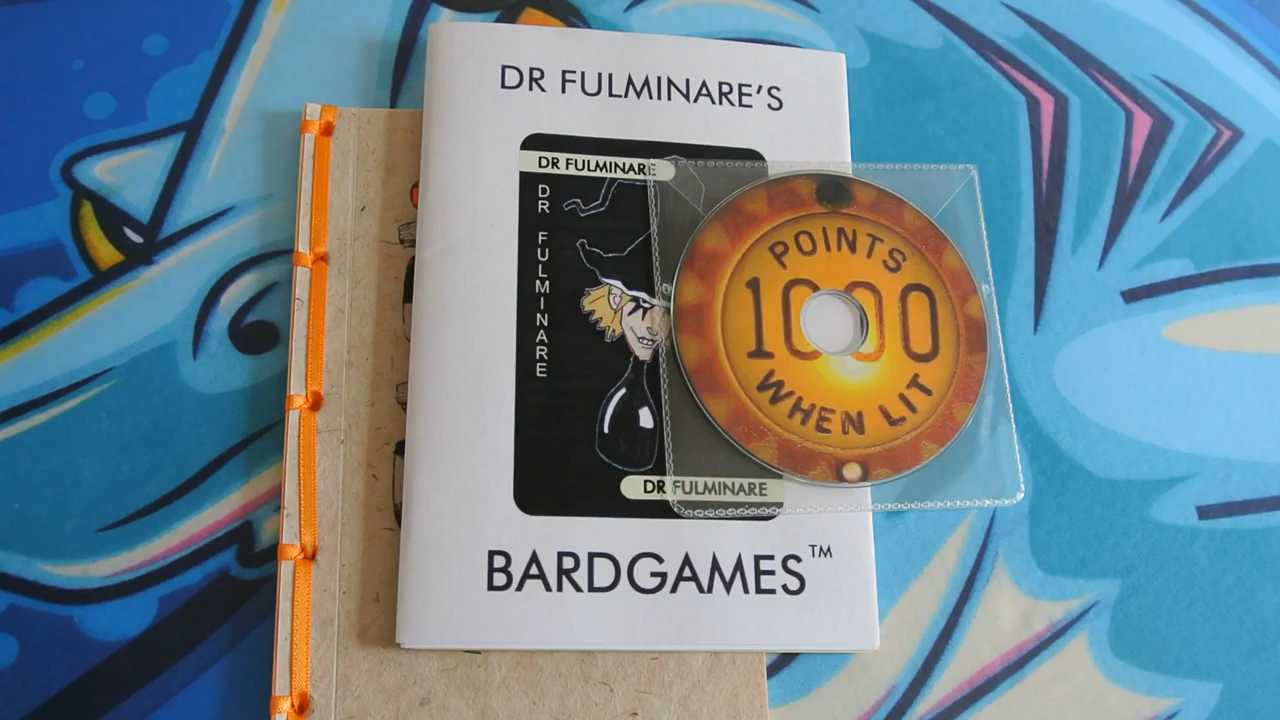 DR FULMINARE'S
DR FULMINARE
DR FULMINARE
POINTS
1000
WHEN LIT
DR FULMINARE
BARDGAMES™